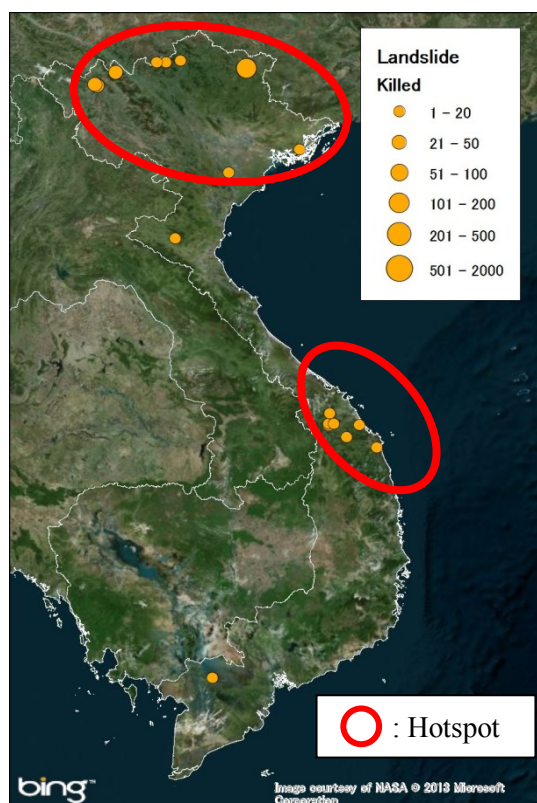 Landslide
Killed
1 – 20
21 – 50
51 – 100
101 – 200
201 – 500
501 – 2000
: Hotspot
bing™
Image courtesy of NASA © 2013 Microsoft
Corporation